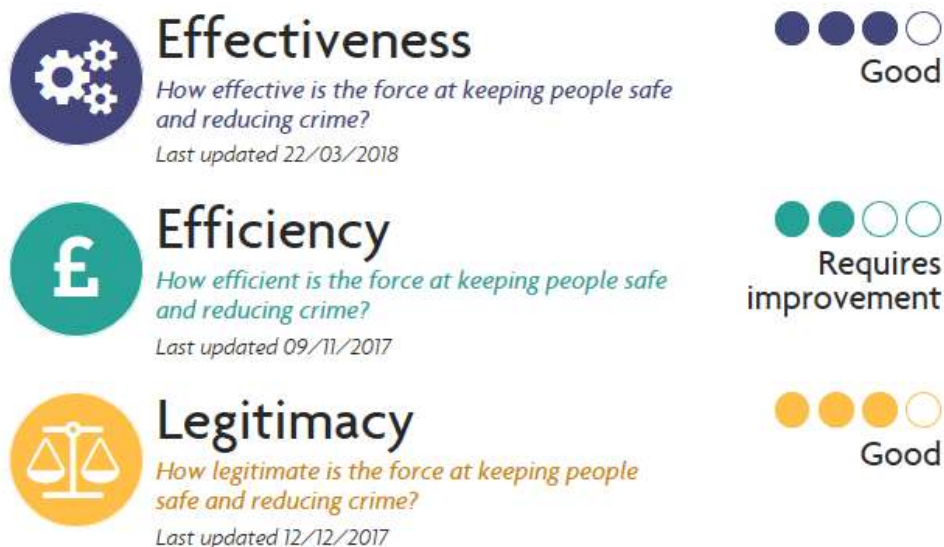 Effectiveness
Good
How effective is the force at keeping people safe
and reducing crime?
Last updated 22/03/2018
Efficiency
Requires
improvement
£
How efficient is the force at keeping people safe
and reducing crime?
Last updated 09/11/2017
Legitimacy
Good
How legitimate is the force at keeping people
safe and reducing crime?
Last updated 12/12/2017